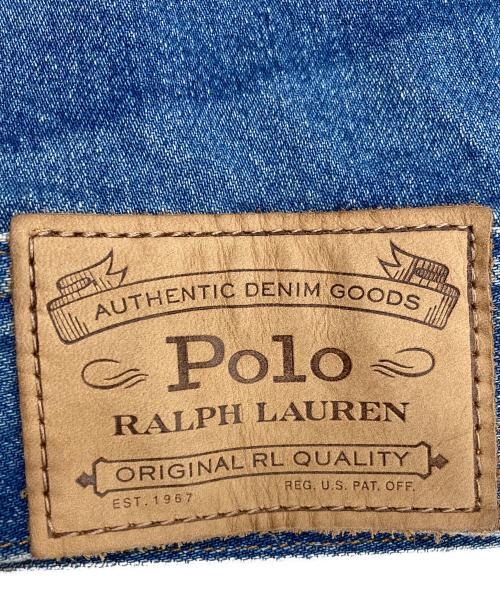 AUTHENTIC DENIM GOODS
Polo
RALPH LAUREN
ORIGINAL RL QUALITY
EST. 1967 REG. U.S. PAT. OFF.